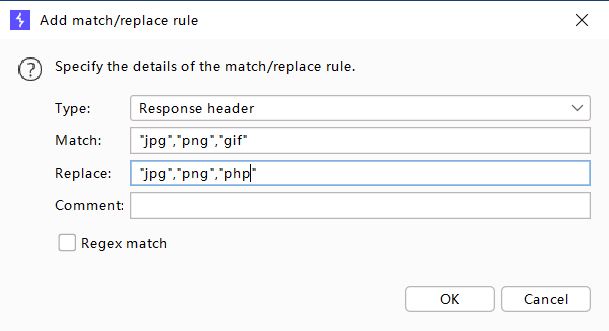 Add match/replace rule
Specify the details of the match/replace rule.
Type: Response header
Match: "jpg","png","gif"
Replace: "jpg","png","php"
Comment:
Regex match
OK Cancel